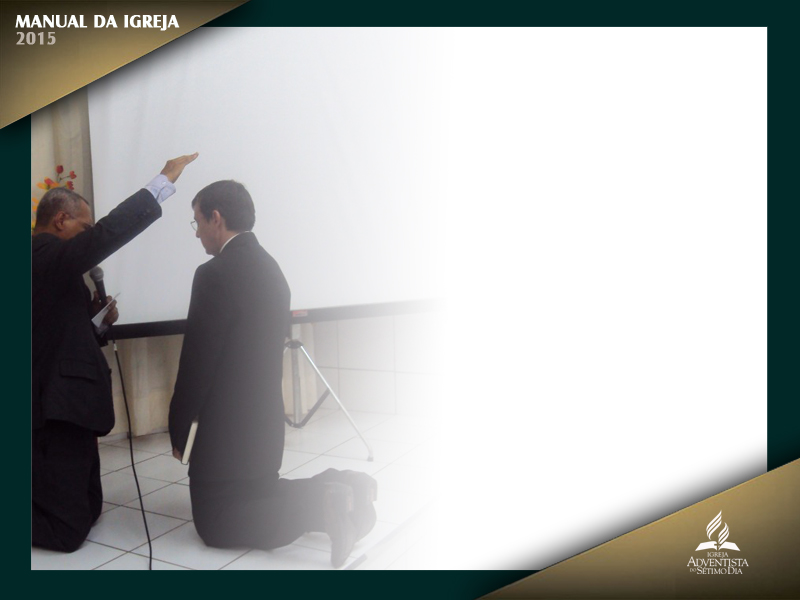 MANUAL DA IGREJA
2015
IGREJA
ADVENTISTA
DO SÉTIMO DIA